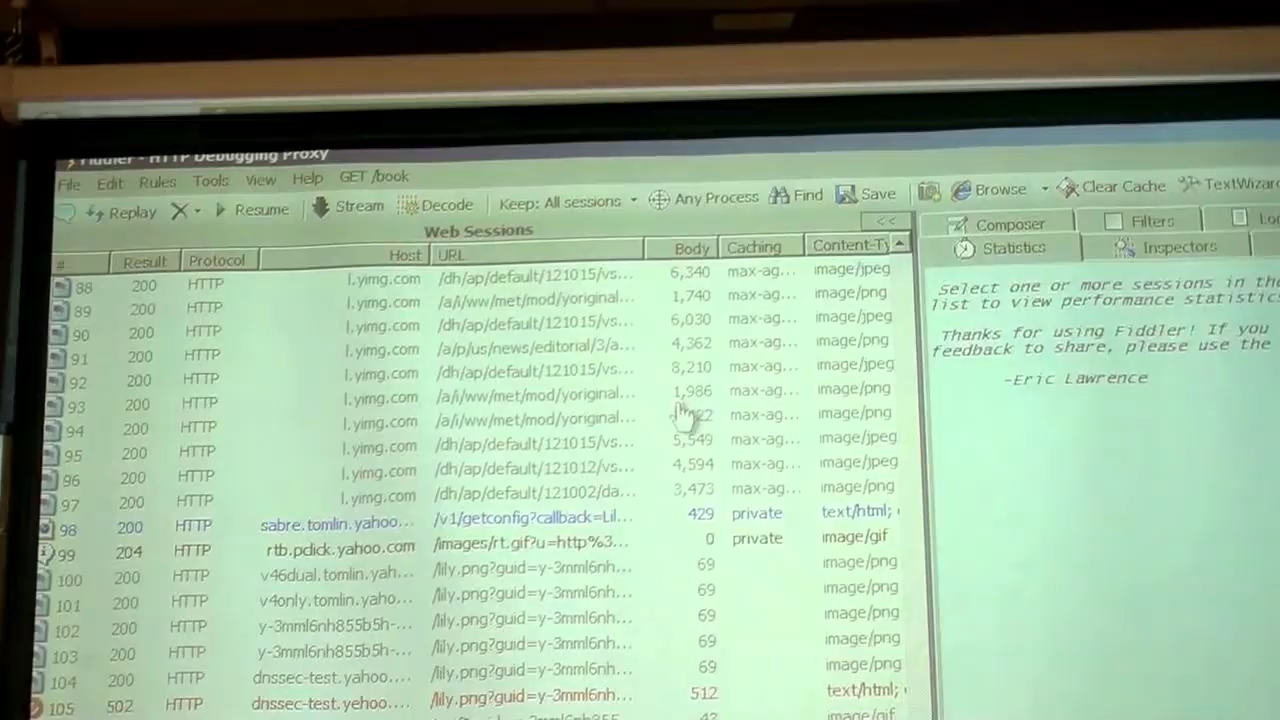 Fiddler - HTTP Debugging Proxy
File Edit Rules Tools View Help GET /book
Replay Resume Stream Decode Keep: All sessions Any Process Find Save Browse Clear Cache TextWizard
Web Sessions <<
# Result Protocol Host URL Body Caching Content-Ty
88 200 HTTP l.yimg.com /dh/ap/default/121015/vs... 6,340 max-ag... image/jpeg
89 200 HTTP l.yimg.com /a/i/ww/met/mod/yoriginal... 1,740 max-ag... image/png
90 200 HTTP l.yimg.com /dh/ap/default/121015/vs... 6,030 max-ag... image/jpeg
91 200 HTTP l.yimg.com /a/p/us/news/editorial/3/a... 4,362 max-ag... image/png
92 200 HTTP l.yimg.com /dh/ap/default/121015/vs... 8,210 max-ag... image/jpeg
93 200 HTTP l.yimg.com /a/i/ww/met/mod/yoriginal... 1,986 max-ag... image/png
94 200 HTTP l.yimg.com /a/i/ww/met/mod/yoriginal... max-ag... image/png
95 200 HTTP l.yimg.com /dh/ap/default/121015/vs... 5,549 max-ag... image/jpeg
96 200 HTTP l.yimg.com /dh/ap/default/121012/vs... 4,594 max-ag... image/jpeg
97 200 HTTP l.yimg.com /dh/ap/default/121002/da... 3,473 max-ag... image/png
98 200 HTTP sabre.tomlin.yahoo... /v1/getconfig?callback=Lil... 429 private text/html;
99 204 HTTP rtb.pclick.yahoo.com /images/rt.gif?u=http%3... 0 private image/gif
100 200 HTTP v46dual.tomlin.yah... /lily.png?guid=y-3mml6nh... 69 image/png
101 200 HTTP v4only.tomlin.yaho... /lily.png?guid=y-3mml6nh... 69 image/png
102 200 HTTP y-3mml6nh855b5h-... /lily.png?guid=y-3mml6nh... 69 image/png
103 200 HTTP y-3mml6nh855b5h-... /lily.png?guid=y-3mml6nh... 69 image/png
104 200 HTTP dnssec-test.yahoo.... /lily.png?guid=y-3mml6nh... 69 image/png
105 502 HTTP dnssec-test.yehoo.... /lily.png?guid=y-3mml6nh... 512 text/html;
42 image/gif
Composer Filters
Statistics Inspectors
Select one or more sessions in the
list to view performance statistics
Thanks for using Fiddler! If you
feedback to share, please use the
-Eric Lawrence